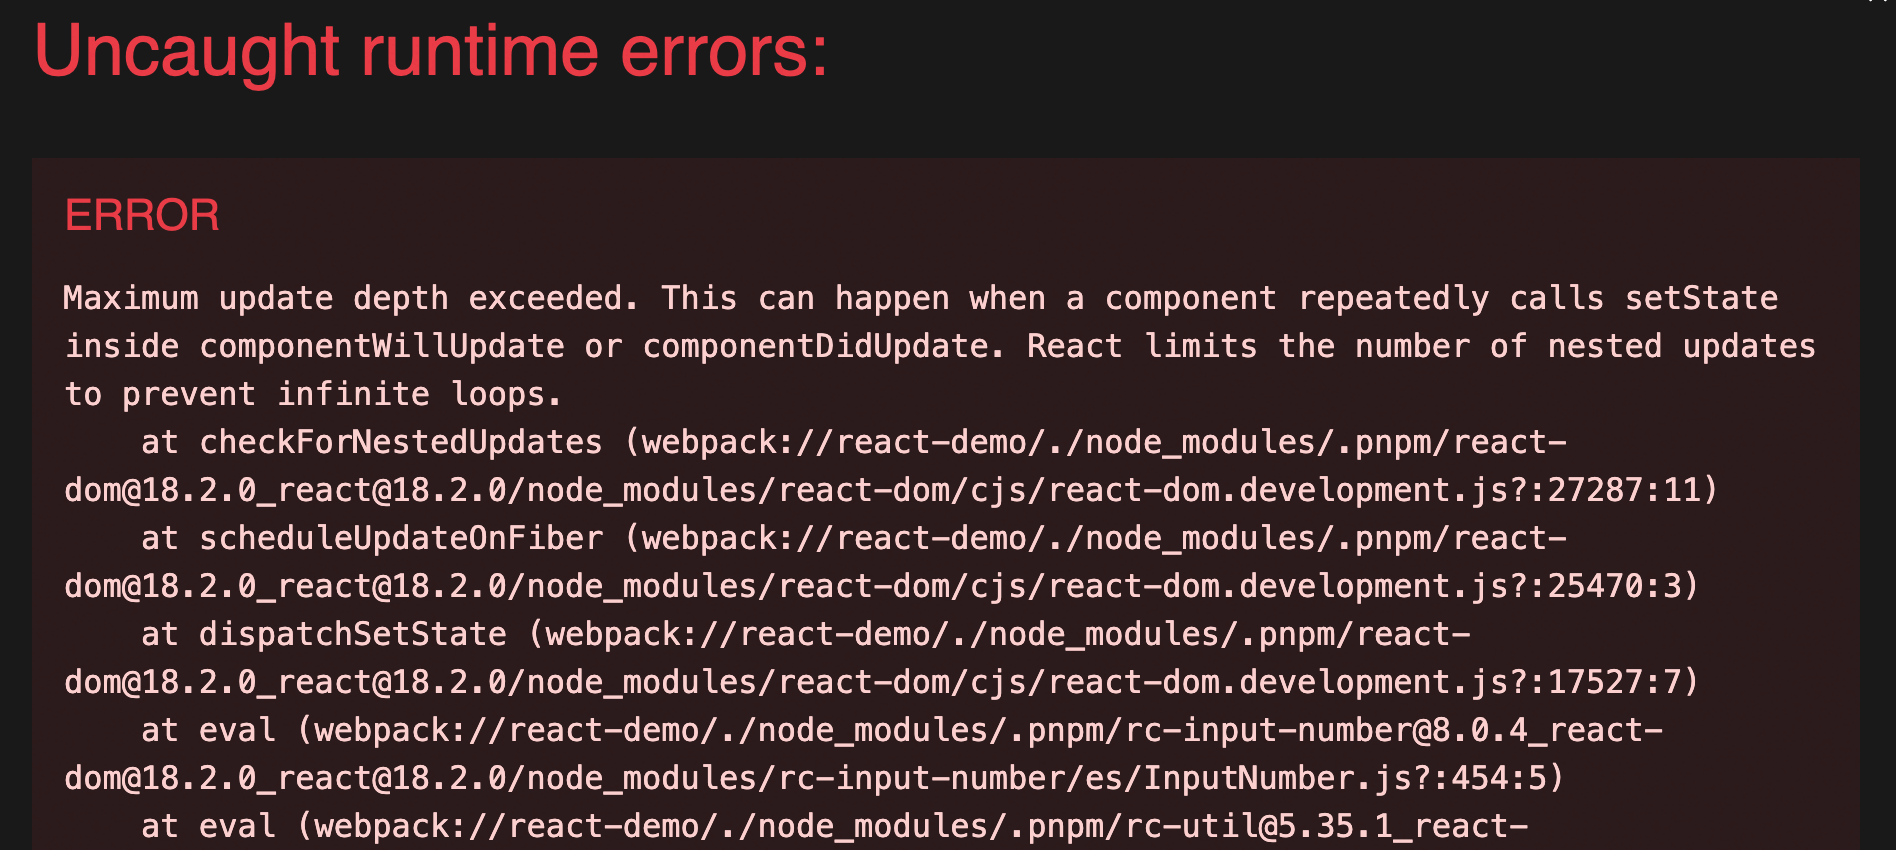 Uncaught runtime errors:
ERROR
Maximum update depth exceeded. This can happen when a component repeatedly calls setState
inside componentWillUpdate or componentDidUpdate. React limits the number of nested updates
to prevent infinite loops.
    at checkForNestedUpdates (webpack://react-demo/./node_modules/.pnpm/react-
dom@18.2.0_react@18.2.0/node_modules/react-dom/cjs/react-dom.development.js?:27287:11)
    at scheduleUpdateOnFiber (webpack://react-demo/./node_modules/.pnpm/react-
dom@18.2.0_react@18.2.0/node_modules/react-dom/cjs/react-dom.development.js?:25470:3)
    at dispatchSetState (webpack://react-demo/./node_modules/.pnpm/react-
dom@18.2.0_react@18.2.0/node_modules/react-dom/cjs/react-dom.development.js?:17527:7)
    at eval (webpack://react-demo/./node_modules/.pnpm/rc-input-number@8.0.4_react-
dom@18.2.0_react@18.2.0/node_modules/rc-input-number/es/InputNumber.js?:454:5)
    at eval (webpack://react-demo/./node_modules/.pnpm/rc-util@5.35.1_react-